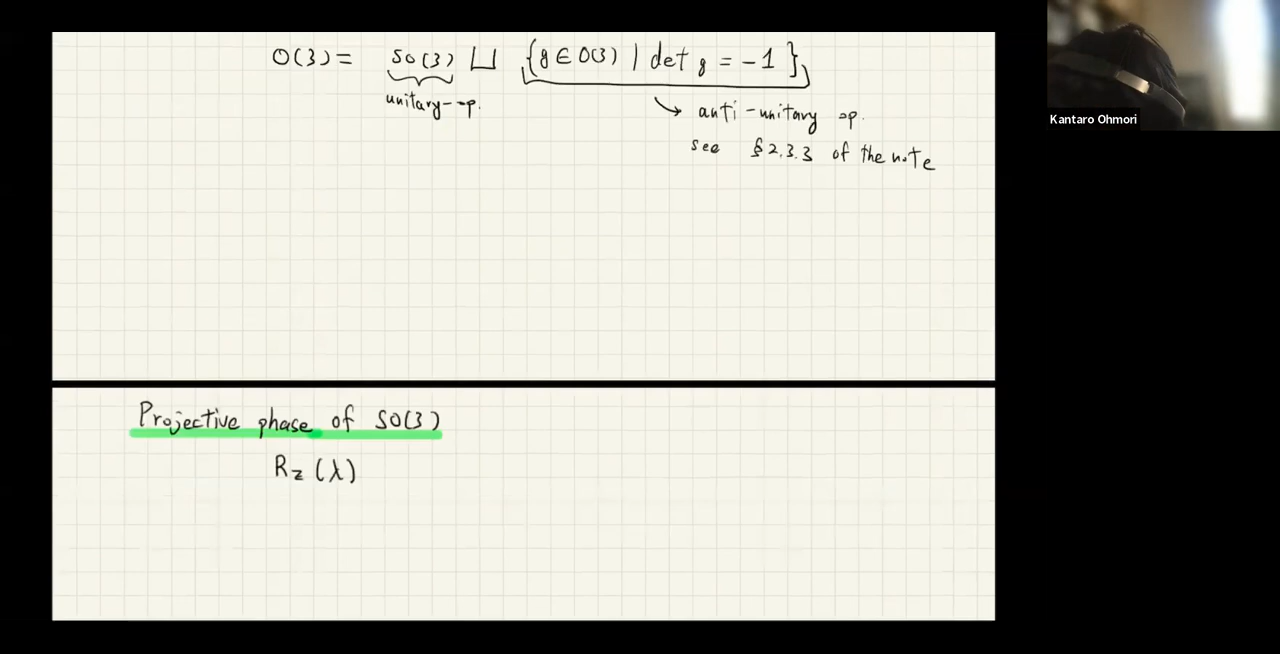 O(3) = SO(3) ⊔ {g ∈ O(3) | det g = -1},
unitary op.
↘ anti-unitary op.
see §2.3.3 of the note
Kantaro Ohmori
Projective phase of SO(3)
R_z (λ)